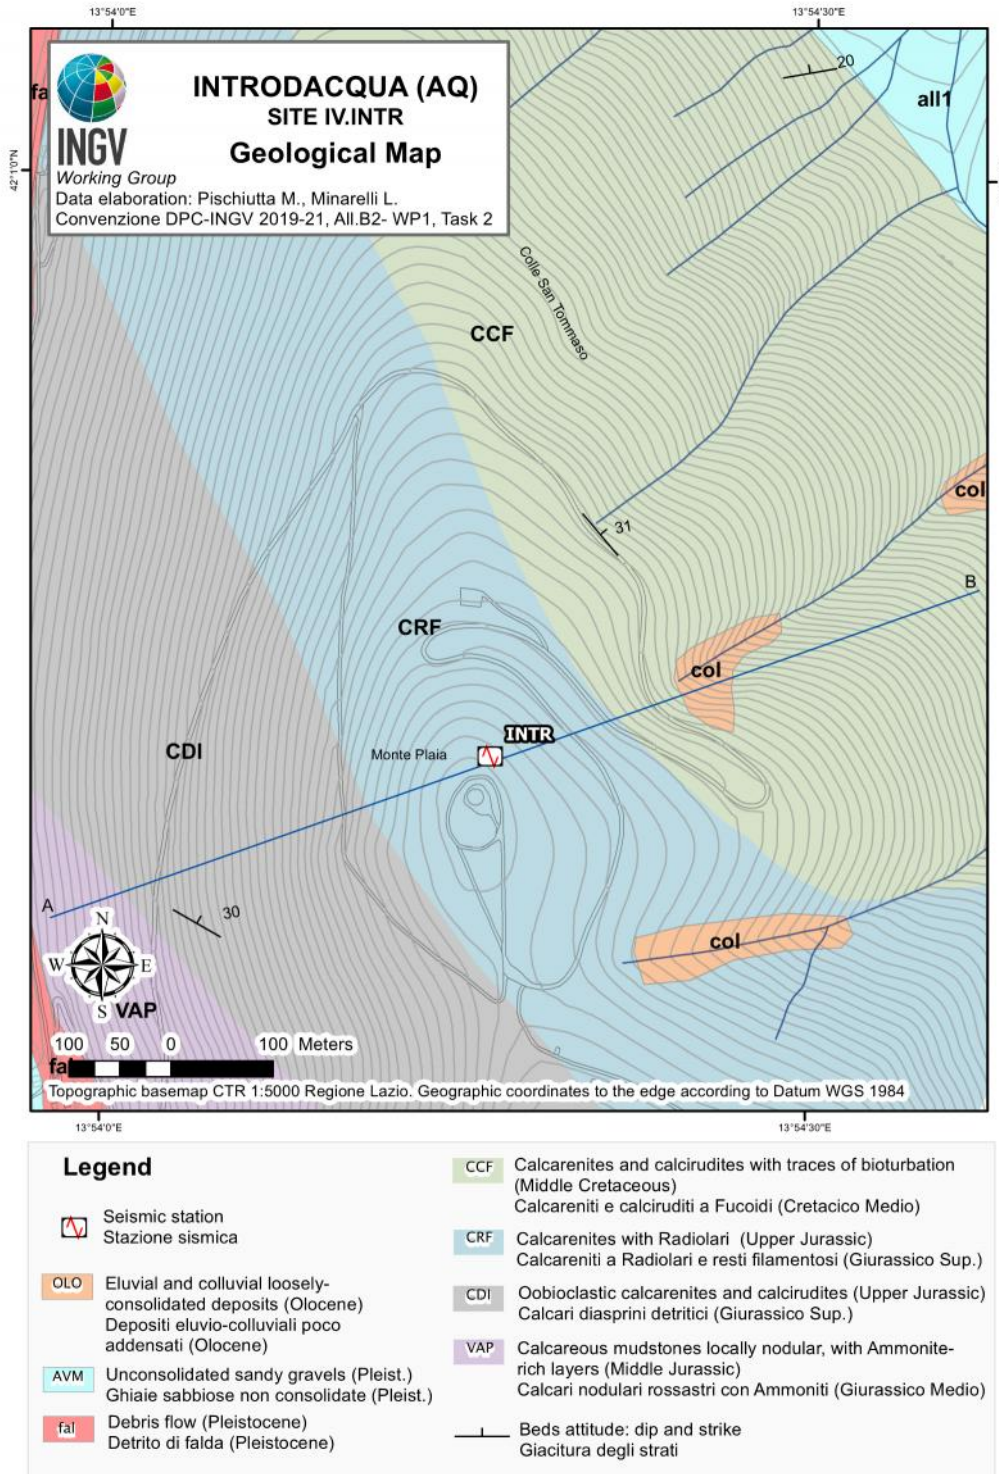 13°54'0"E
13°54'30"E
INTRODACQUA (AQ)
SITE IV.INTR
Geological Map
INGV
Working Group
Data elaboration: Pischiutta M., Minarelli L.
Convenzione DPC-INGV 2019-21, All.B2- WP1, Task 2
42°1'0"N
fa
20
all1
Colle San Tommaso
CCF
col
31
B
CRF
col
INTR
CDI
Monte Plaia
A
30
col
N
W
E
S
VAP
100 50 0 100 Meters
fa
Topographic basemap CTR 1:5000 Regione Lazio. Geographic coordinates to the edge according to Datum WGS 1984
13°54'0"E
13°54'30"E
Legend
Seismic station
Stazione sismica
OLO
Eluvial and colluvial loosely-
consolidated deposits (Olocene)
Depositi eluvio-colluviali poco
addensati (Olocene)
AVM
Unconsolidated sandy gravels (Pleist.)
Ghiaie sabbiose non consolidate (Pleist.)
fal
Debris flow (Pleistocene)
Detrito di falda (Pleistocene)
CCF
Calcarenites and calcirudites with traces of bioturbation
(Middle Cretaceous)
Calcareniti e calciruditi a Fucoidi (Cretacico Medio)
CRF
Calcarenites with Radiolari (Upper Jurassic)
Calcareniti a Radiolari e resti filamentosi (Giurassico Sup.)
CDI
Oobioclastic calcarenites and calcirudites (Upper Jurassic)
Calcari diasprini detritici (Giurassico Sup.)
VAP
Calcareous mudstones locally nodular, with Ammonite-
rich layers (Middle Jurassic)
Calcari nodulari rossastri con Ammoniti (Giurassico Medio)
Beds attitude: dip and strike
Giacitura degli strati